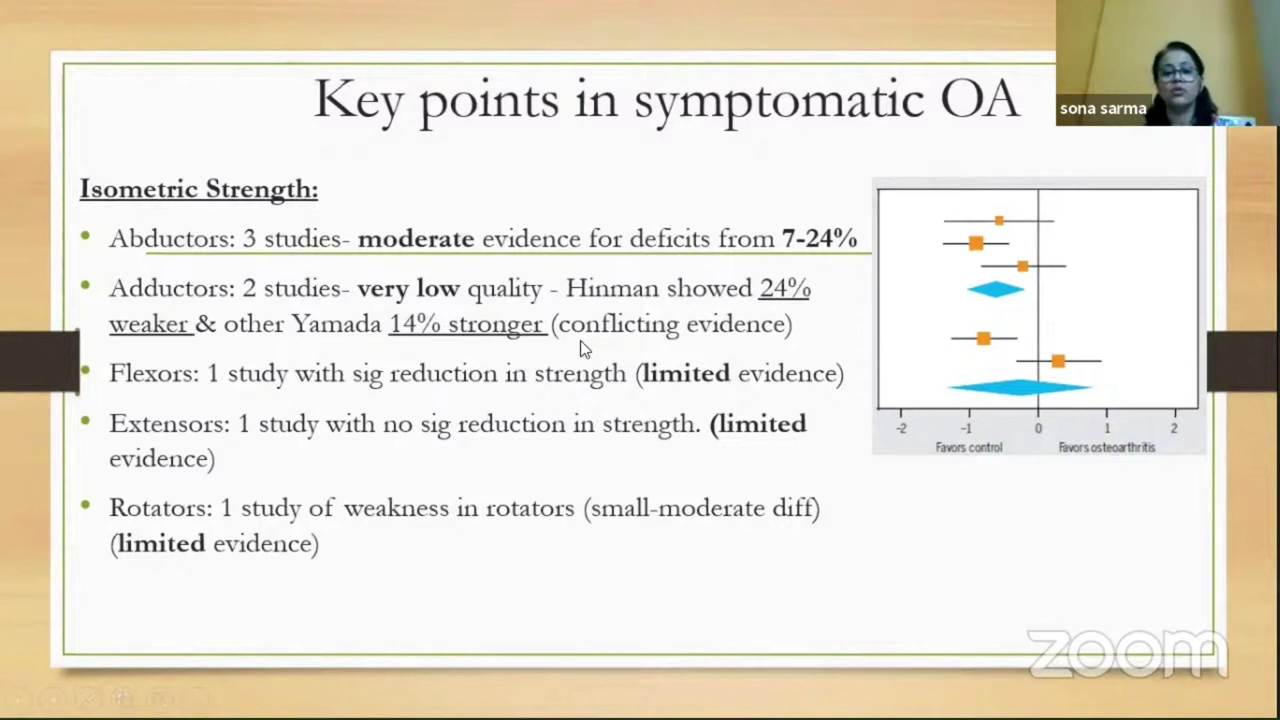 Key points in symptomatic OA
sona sarma
Isometric Strength:
• Abductors: 3 studies- moderate evidence for deficits from 7-24%
• Adductors: 2 studies- very low quality - Hinman showed 24%
weaker & other Yamada 14% stronger (conflicting evidence)
• Flexors: 1 study with sig reduction in strength (limited evidence)
• Extensors: 1 study with no sig reduction in strength. (limited
evidence)
• Rotators: 1 study of weakness in rotators (small-moderate diff)
(limited evidence)
-2 -1 0 1 2
Favors control Favors osteoarthritis
zoom